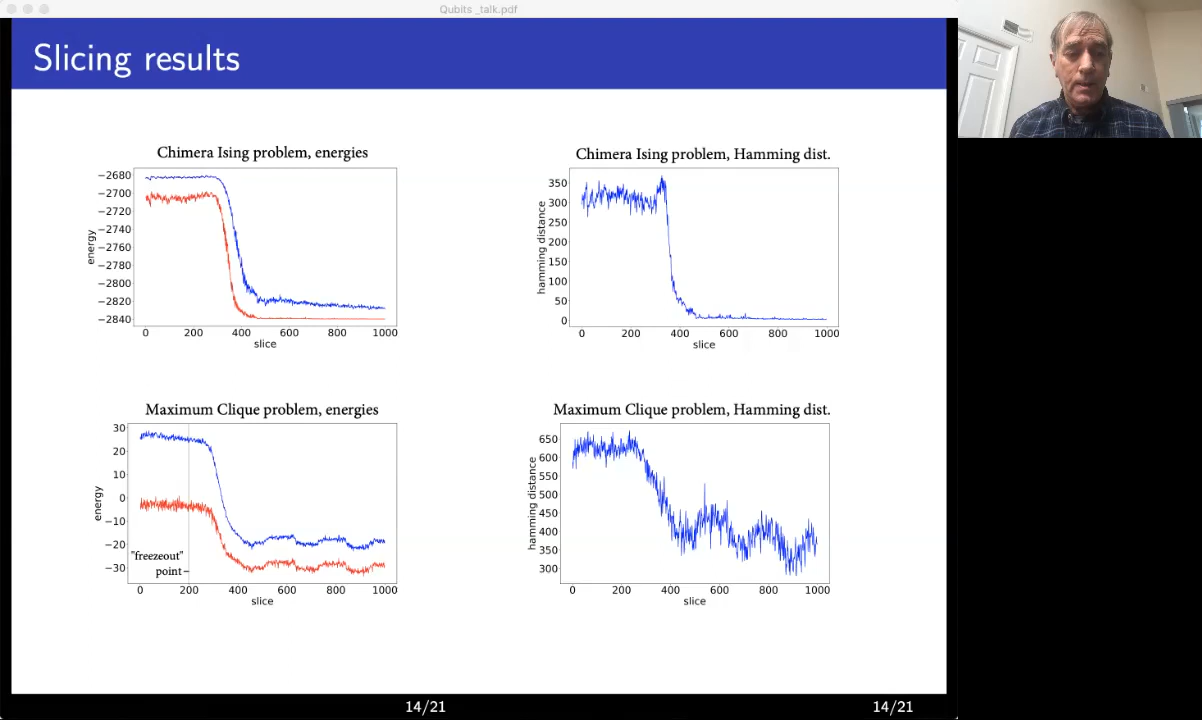 Qubits _talk.pdf
Slicing results
Chimera Ising problem, energies
−2680
−2700
−2720
−2740
−2760
−2780
−2800
−2820
−2840
energy
0 200 400 600 800 1000
slice
Chimera Ising problem, Hamming dist.
350
300
250
200
150
100
50
0
hamming distance
0 200 400 600 800 1000
slice
Maximum Clique problem, energies
30
20
10
0
−10
−20
−30
energy
"freezeout"
point
0 200 400 600 800 1000
slice
Maximum Clique problem, Hamming dist.
650
600
550
500
450
400
350
300
hamming distance
0 200 400 600 800 1000
slice
14/21 14/21